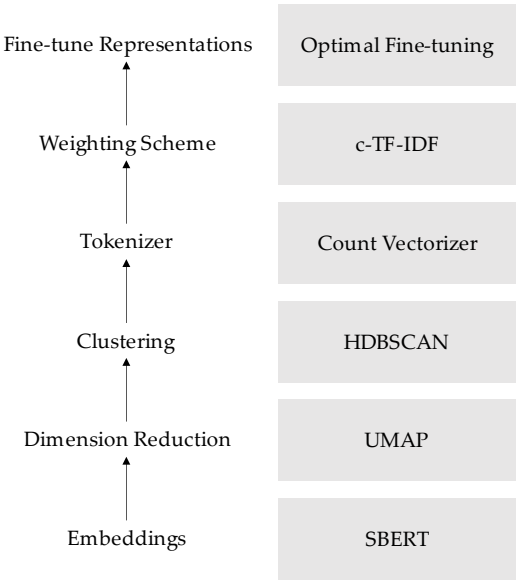 Fine-tune Representations
Optimal Fine-tuning
Weighting Scheme
c-TF-IDF
Tokenizer
Count Vectorizer
Clustering
HDBSCAN
Dimension Reduction
UMAP
Embeddings
SBERT